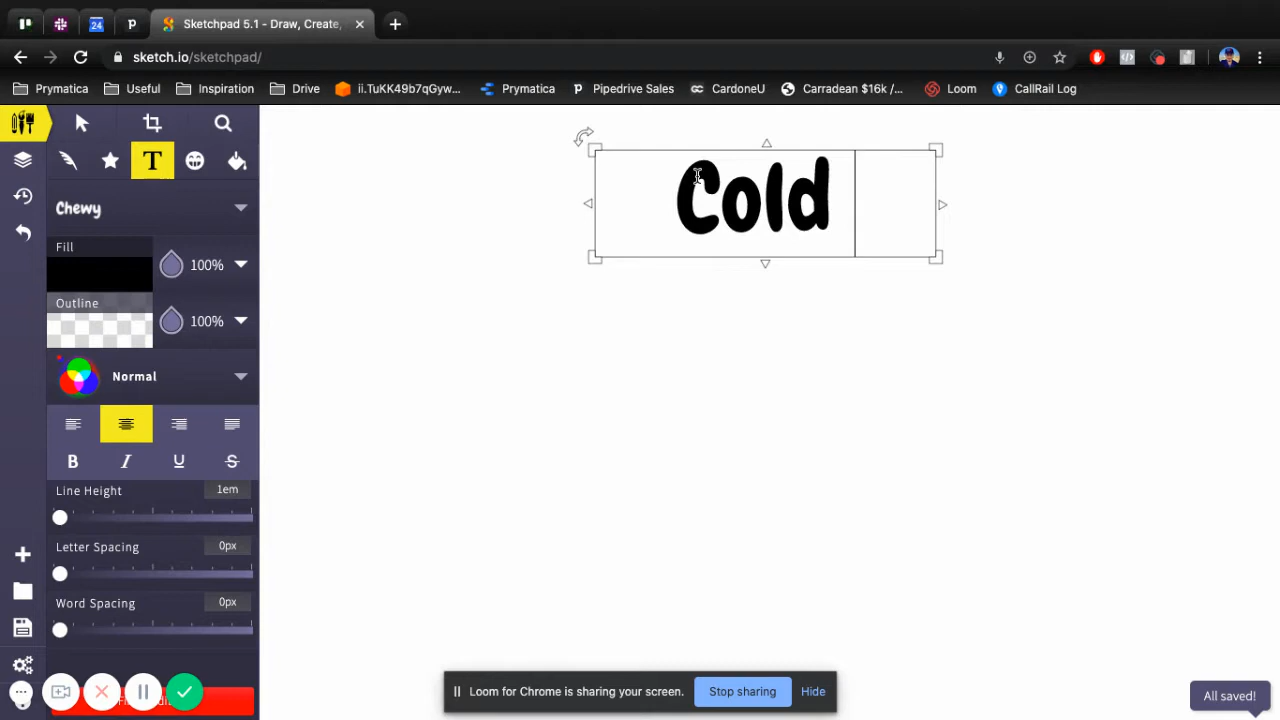 24
p
Sketchpad 5.1 - Draw, Create,
sketch.io/sketchpad/
Prymatica
Useful
Inspiration
Drive
ii.TuKK49b7qGyw...
Prymatica
p Pipedrive Sales
CC CardoneU
Carradean $16k /...
Loom
CallRail Log
T
Chewy
Fill
100%
Outline
100%
Normal
B I U S
Line Height 1em
Letter Spacing 0px
Word Spacing 0px
Cold
Loom for Chrome is sharing your screen. Stop sharing Hide
All saved!